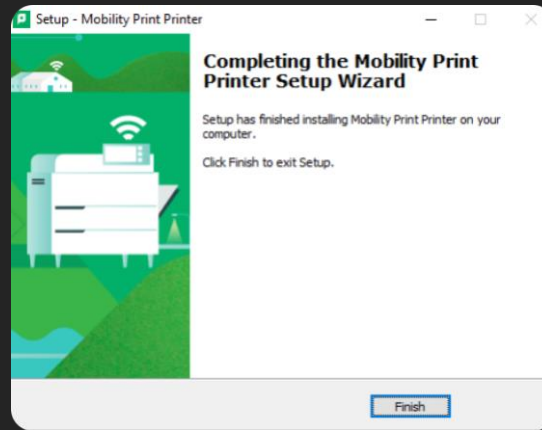 Setup - Mobility Print Printer
Completing the Mobility Print
Printer Setup Wizard
Setup has finished installing Mobility Print Printer on your
computer.
Click Finish to exit Setup.
Finish